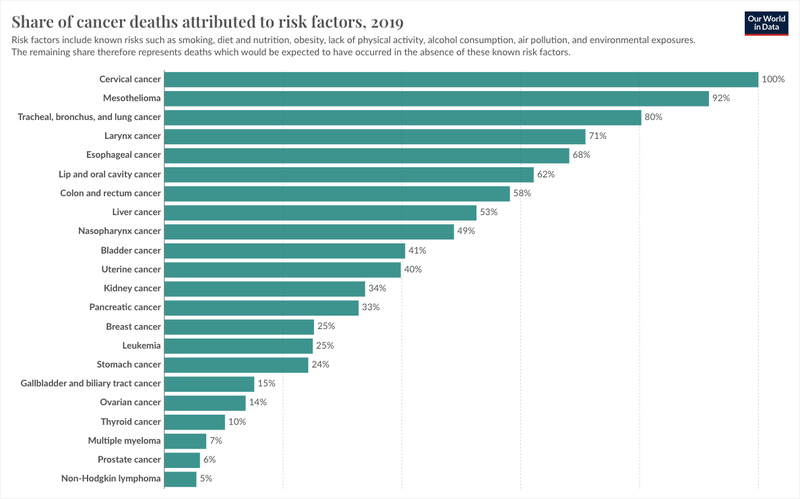 Share of cancer deaths attributed to risk factors, 2019
Our World
in Data
Risk factors include known risks such as smoking, diet and nutrition, obesity, lack of physical activity, alcohol consumption, air pollution, and environmental exposures.
The remaining share therefore represents deaths which would be expected to have occurred in the absence of these known risk factors.
Cervical cancer 100%
Mesothelioma 92%
Tracheal, bronchus, and lung cancer 80%
Larynx cancer 71%
Esophageal cancer 68%
Lip and oral cavity cancer 62%
Colon and rectum cancer 58%
Liver cancer 53%
Nasopharynx cancer 49%
Bladder cancer 41%
Uterine cancer 40%
Kidney cancer 34%
Pancreatic cancer 33%
Breast cancer 25%
Leukemia 25%
Stomach cancer 24%
Gallbladder and biliary tract cancer 15%
Ovarian cancer 14%
Thyroid cancer 10%
Multiple myeloma 7%
Prostate cancer 6%
Non-Hodgkin lymphoma 5%